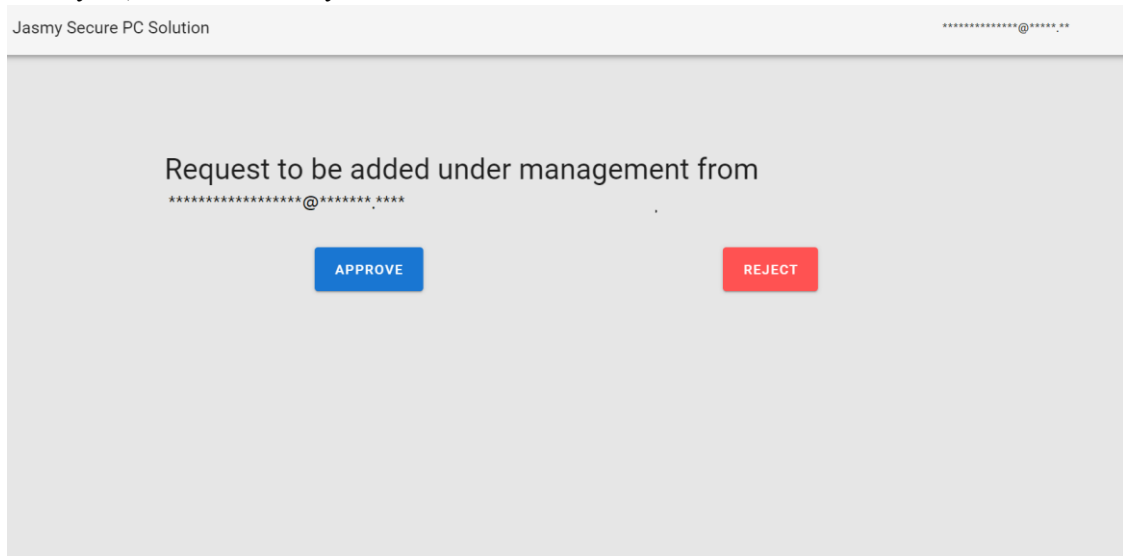 Jasmy Secure PC Solution
**************@*****.**
Request to be added under management from
******************@*******.****
APPROVE
REJECT